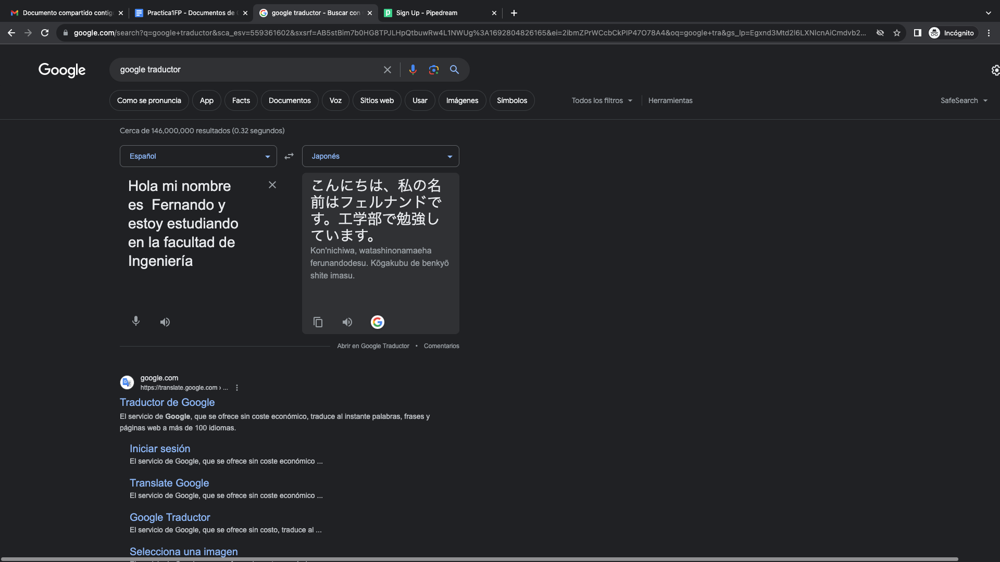 Documento compartido contig
Practica1FP - Documentos de
google traductor - Buscar con
Sign Up - Pipedream
google.com/search?q=google+traductor&sca_esv=559361602&sxsrf=AB5stBim7b0HG8TPJLHpQtbuwRw4L1NWUg%3A1692804826165&ei=2ibmZPrWCcbCkPIP47O78A4&oq=google+tra&gs_lp=Egxnd3Mtd2l6LXNlcnAiCmdvb2...
Incógnito
Google
google traductor
Como se pronuncia
App
Facts
Documentos
Voz
Sitios web
Usar
Imágenes
Símbolos
Todos los filtros
Herramientas
SafeSearch
Cerca de 146,000,000 resultados (0.32 segundos)
Español
Japonés
Hola mi nombre
es  Fernando y
estoy estudiando
en la facultad de
Ingeniería
こんにちは、私の名
前はフェルナンドで
す。工学部で勉強し
ています。
Kon'nichiwa, watashinonamaeha
ferunandodesu. Kōgakubu de benkyō
shite imasu.
Abrir en Google Traductor • Comentarios
google.com
https://translate.google.com › ...
Traductor de Google
El servicio de Google, que se ofrece sin coste económico, traduce al instante palabras, frases y
páginas web a más de 100 idiomas.
Iniciar sesión
El servicio de Google, que se ofrece sin coste económico ...
Translate Google
El servicio de Google, que se ofrece sin coste económico ...
Google Traductor
El servicio de Google, que se ofrece sin costo, traduce al ...
Selecciona una imagen